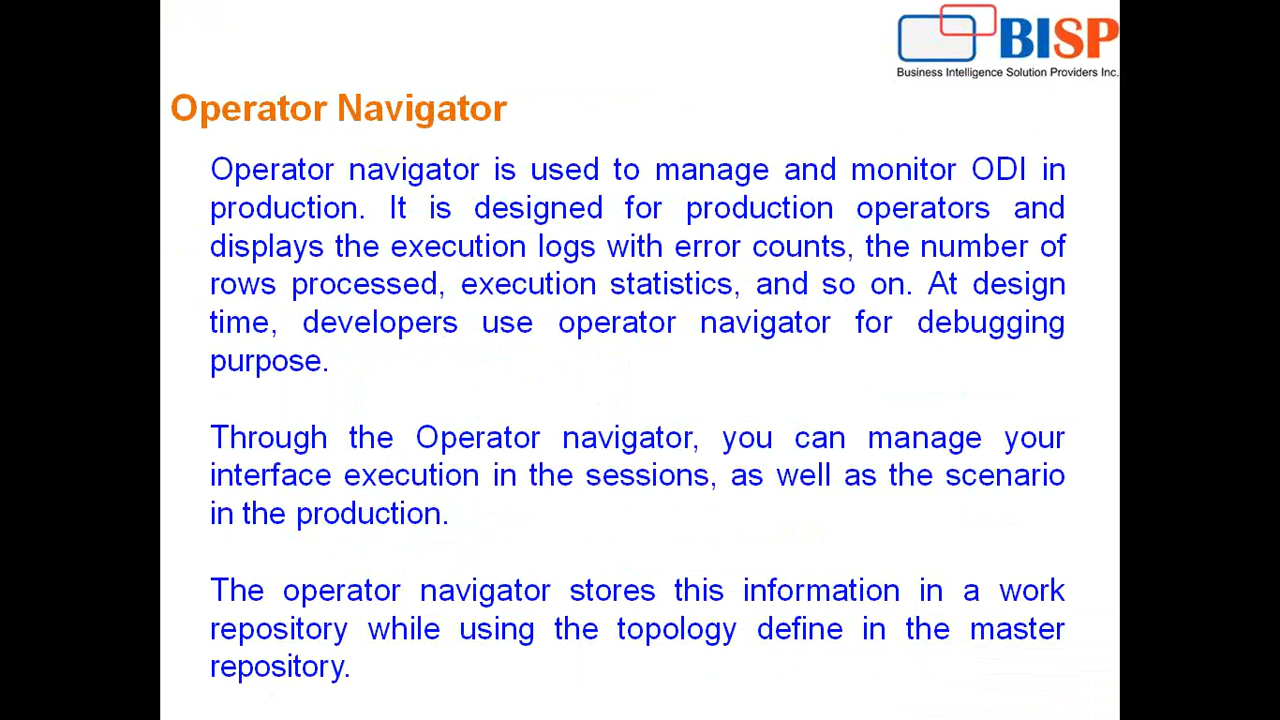 BISP
Business Intelligence Solution Providers Inc.
Operator Navigator
Operator navigator is used to manage and monitor ODI in
production. It is designed for production operators and
displays the execution logs with error counts, the number of
rows processed, execution statistics, and so on. At design
time, developers use operator navigator for debugging
purpose.
Through the Operator navigator, you can manage your
interface execution in the sessions, as well as the scenario
in the production.
The operator navigator stores this information in a work
repository while using the topology define in the master
repository.